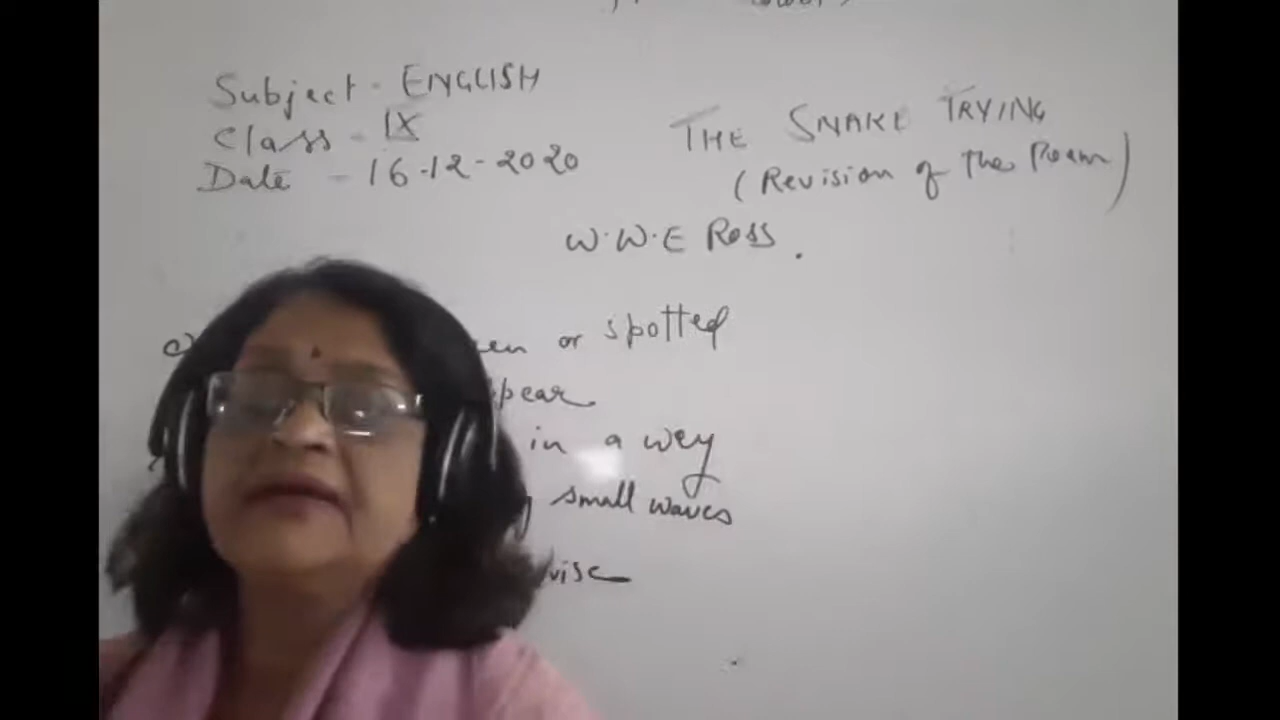 Subject - ENGLISH
Class - IX
Date - 16-12-2020
THE SNAKE TRYING
(Revision of the Poem)
W.W.E Ross.
or spotted
in a way
small waves